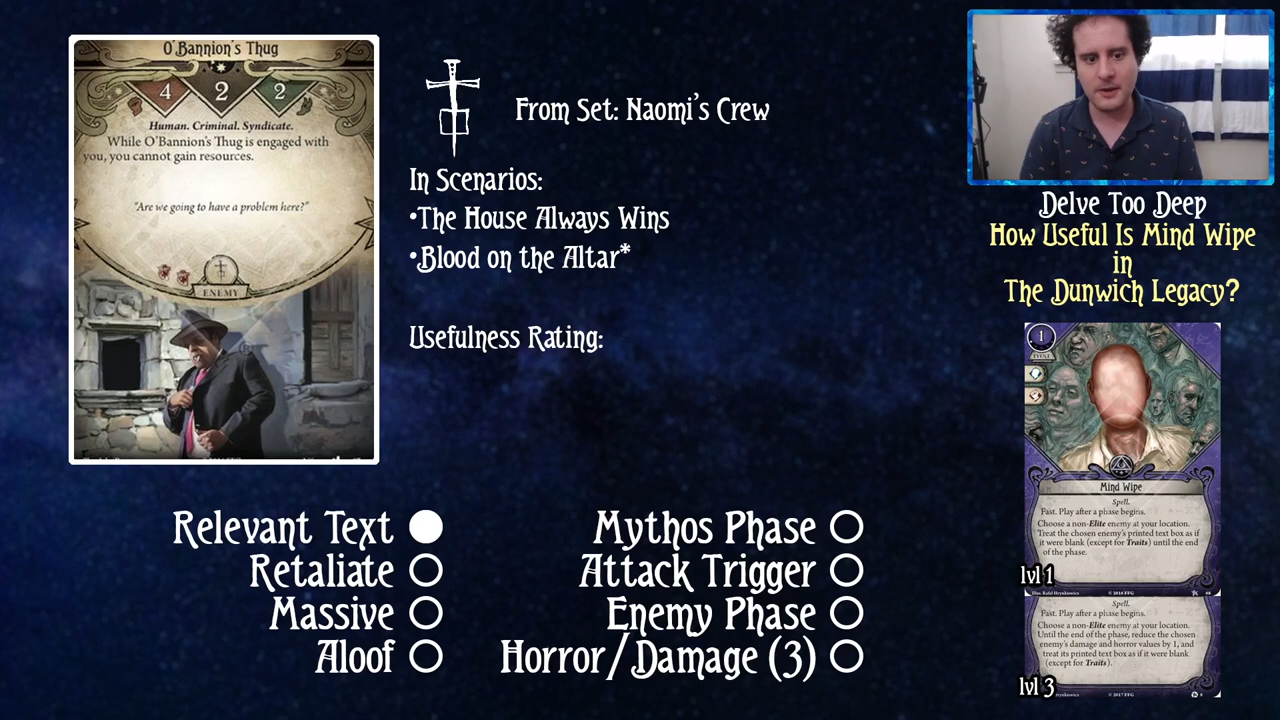 O'Bannion's Thug
4
2
2
Human. Criminal. Syndicate.
While O'Bannion's Thug is engaged with
you, you cannot gain resources.
"Are we going to have a problem here?"
ENEMY
From Set: Naomi's Crew
In Scenarios:
•The House Always Wins
•Blood on the Altar*
Usefulness Rating:
Relevant Text
Retaliate
Massive
Aloof
Mythos Phase
Attack Trigger
Enemy Phase
Horror/Damage (3)
Delve Too Deep
How Useful Is Mind Wipe
in
The Dunwich Legacy?
1
EVENT
Mind Wipe
Spell.
Fast. Play after a phase begins.
Choose a non-Elite enemy at your location.
Treat the chosen enemy's printed text box as if
it were blank (except for Traits) until the end
of the phase.
lvl 1
© 2016 FFG
Spell.
Fast. Play after a phase begins.
Choose a non-Elite enemy at your location.
Until the end of the phase, reduce the chosen
enemy's damage and horror values by 1, and
treat its printed text box as if it were blank
(except for Traits).
lvl 3
© 2017 FFG